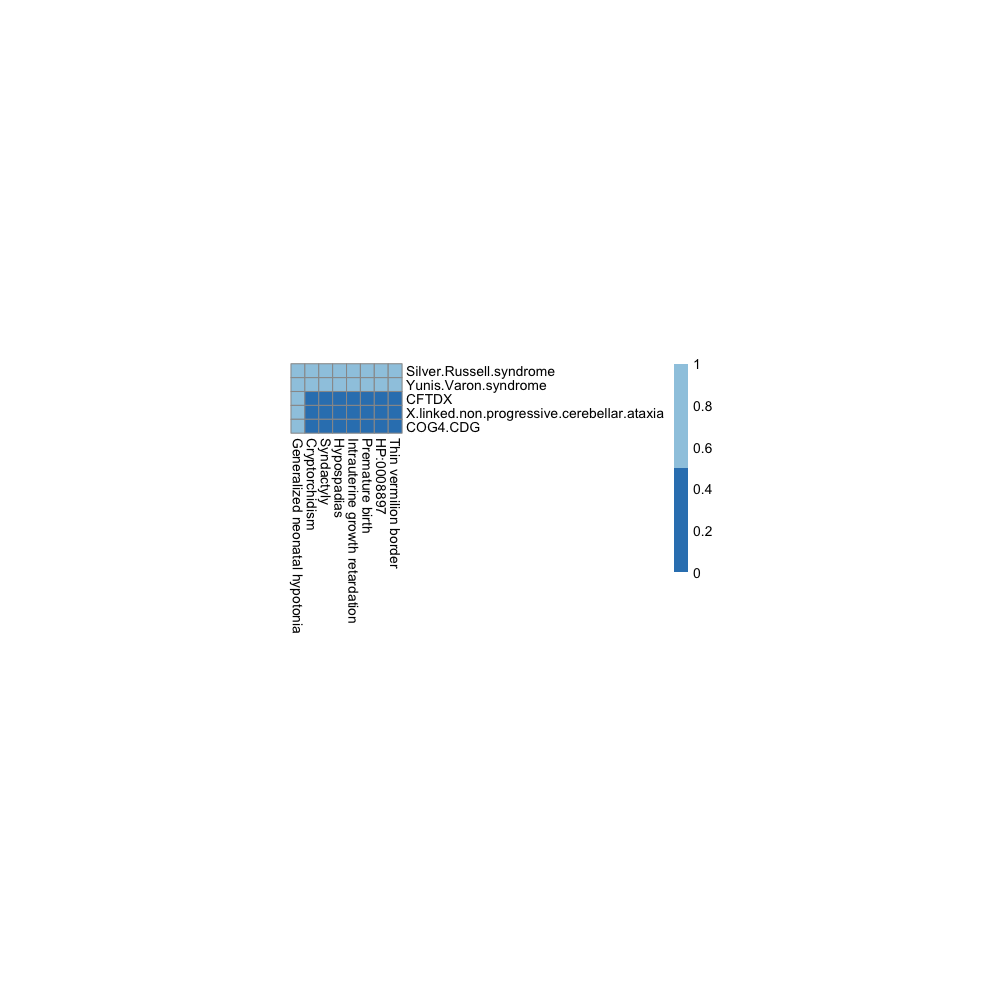 Silver.Russell.syndrome
Yunis.Varon.syndrome
CFTDX
X.linked.non.progressive.cerebellar.ataxia
COG4.CDG
Generalized neonatal hypotonia
Cryptorchidism
Syndactyly
Hypospadias
Intrauterine growth retardation
Premature birth
HP:0008897
Thin vermilion border
1
0.8
0.6
0.4
0.2
0